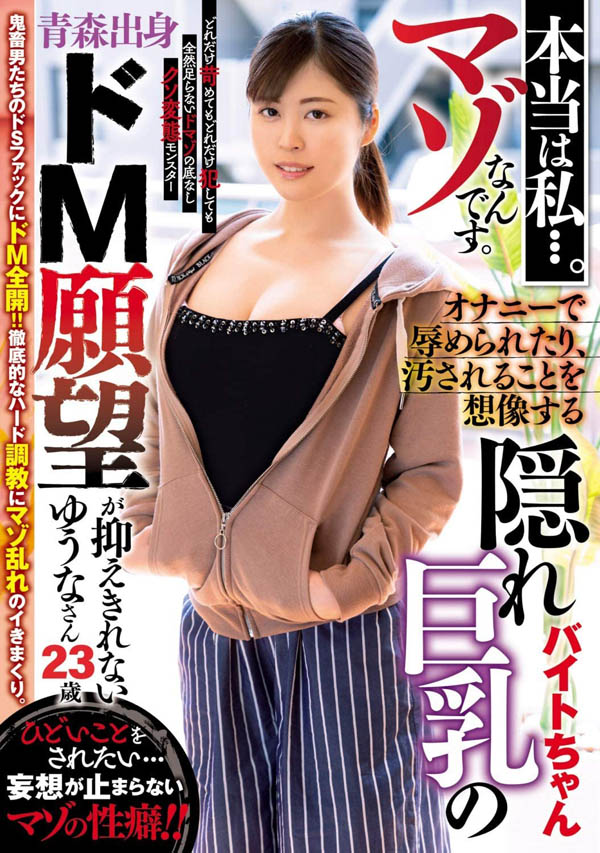 本当は私…。
マゾなんです。
オナニーで
辱められたり、
汚されることを
想像する
隠れ
巨乳の
バイトちゃん
どれだけ苛めてもどれだけ犯しても
全然足らないドマゾの底なし
クソ変態モンスター
青森出身
ドM願望
が抑えきれない
ゆうなさん
23歳
鬼畜男たちのドSファックにドM全開!!徹底的なハード調教にマゾ乱れのイきまくり。
ひどいことを
されたい…
妄想が止まらない
マゾの性癖!!